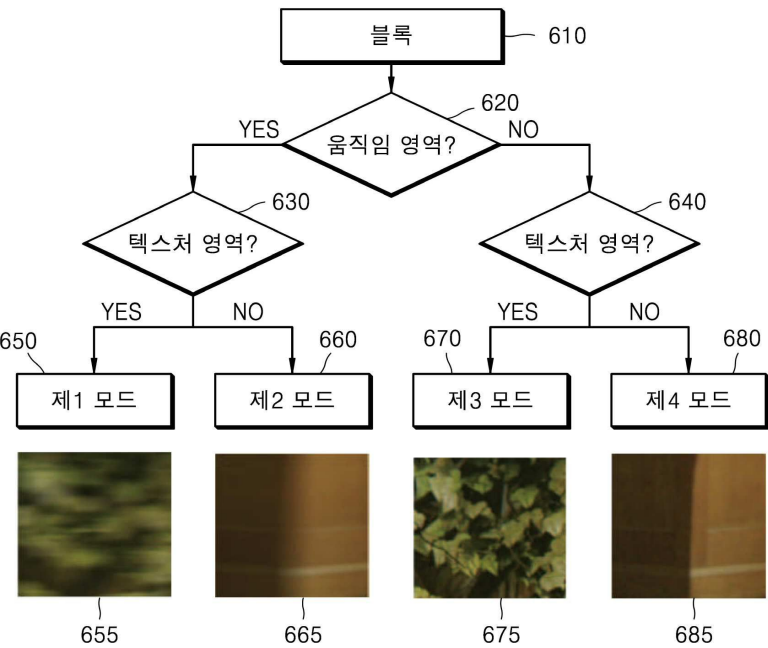 블록
610
620
YES
움직임 영역?
NO
630
640
텍스처 영역?
텍스처 영역?
YES
NO
YES
NO
650
660
670
680
제1 모드
제2 모드
제3 모드
제4 모드
655
665
675
685